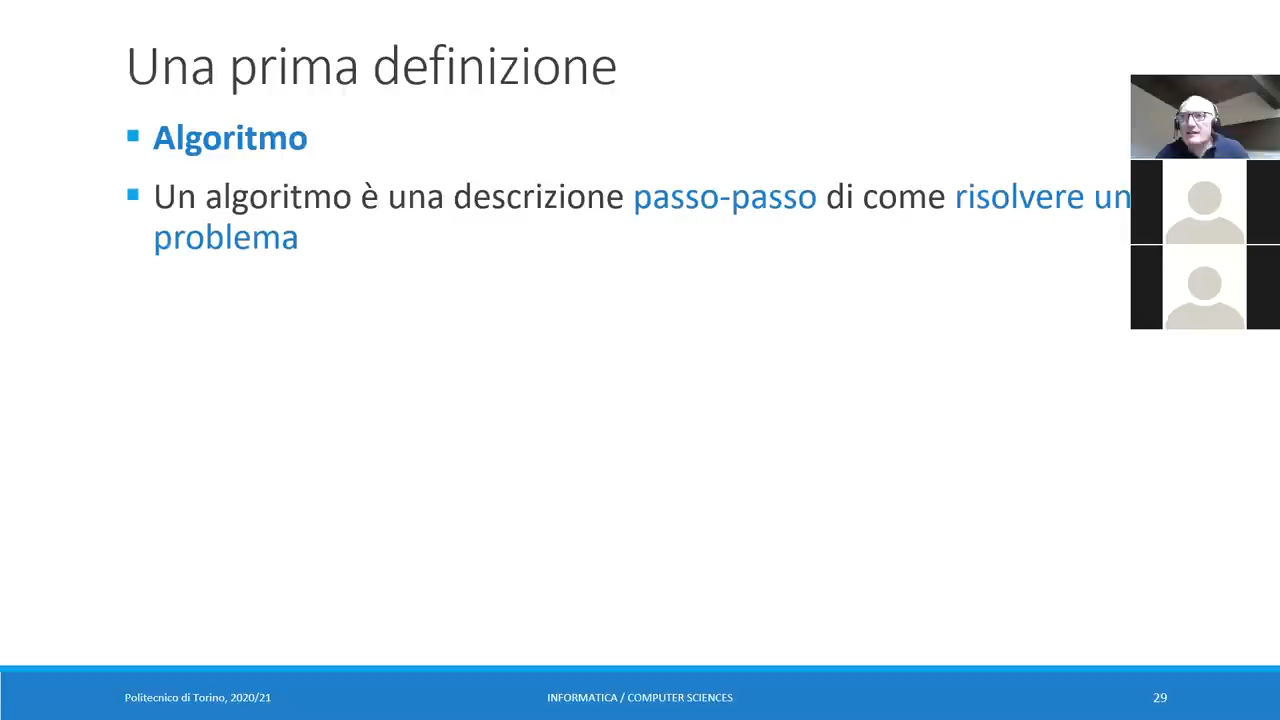 Una prima definizione
Algoritmo
Un algoritmo è una descrizione passo-passo di come risolvere un
problema
Politecnico di Torino, 2020/21
INFORMATICA / COMPUTER SCIENCES
29